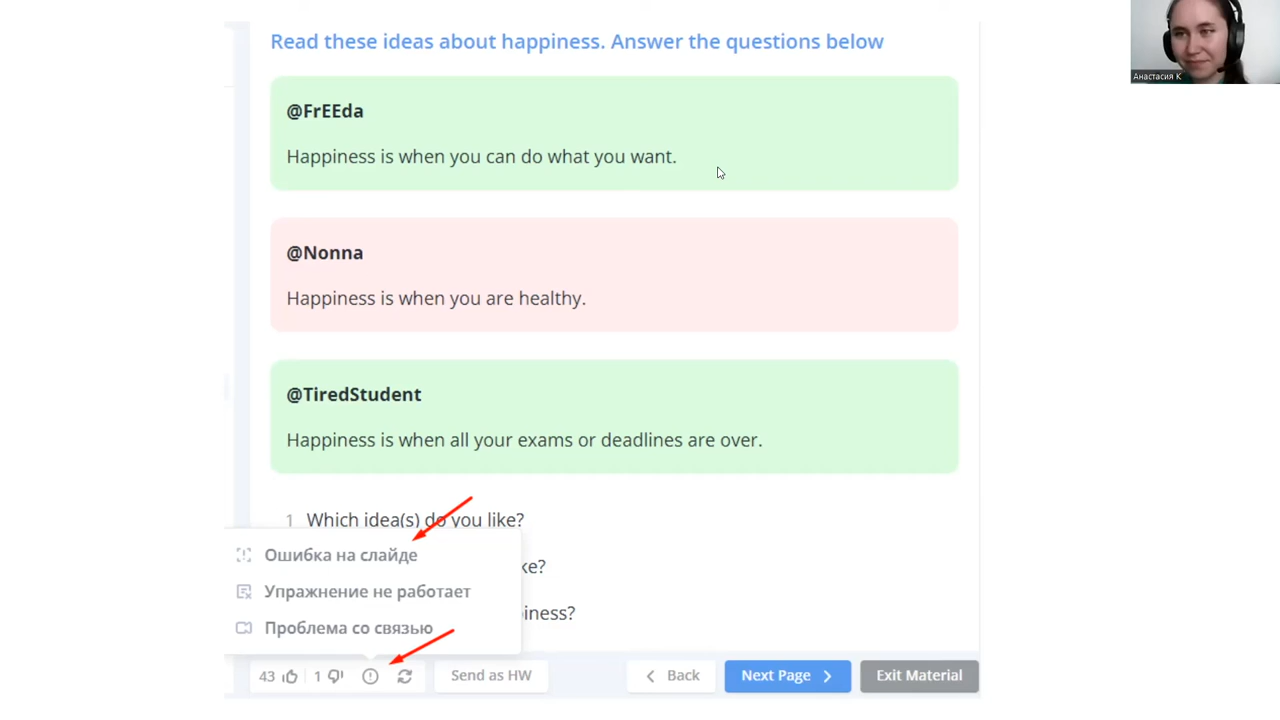 Read these ideas about happiness. Answer the questions below
Анастасия К
@FrEEda
Happiness is when you can do what you want.
@Nonna
Happiness is when you are healthy.
@TiredStudent
Happiness is when all your exams or deadlines are over.
1 Which idea(s) do you like?
Ошибка на слайде
ke?
Упражнение не работает
piness?
Проблема со связью
43 1 Send as HW Back Next Page Exit Material